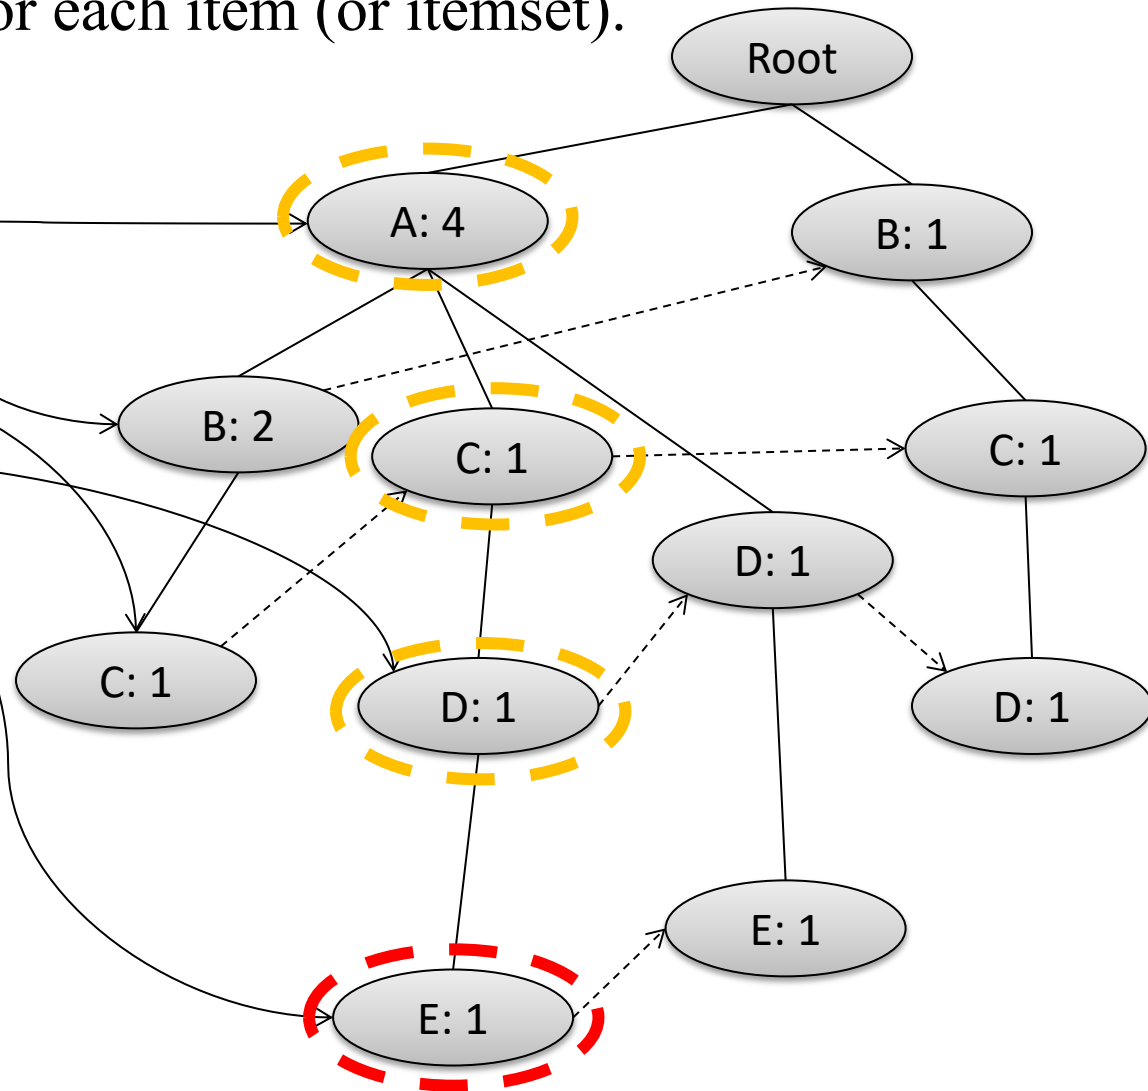 or each item (or itemset).
Root
A: 4
B: 1
B: 2
C: 1
C: 1
D: 1
C: 1
D: 1
D: 1
E: 1
E: 1